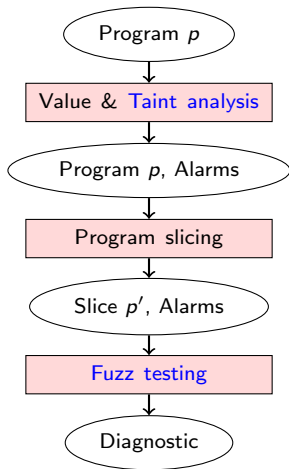 Program p
Value & Taint analysis
Program p, Alarms
Program slicing
Slice p′, Alarms
Fuzz testing
Diagnostic